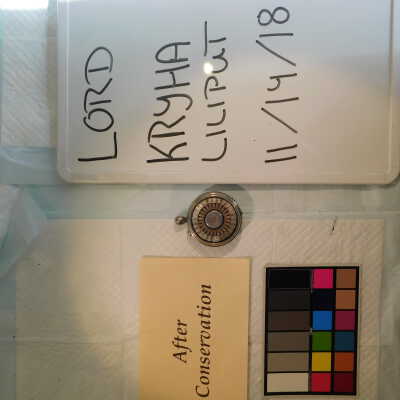 LORD
KRYHA
LILIPUT
11/14/18
After
Conservation